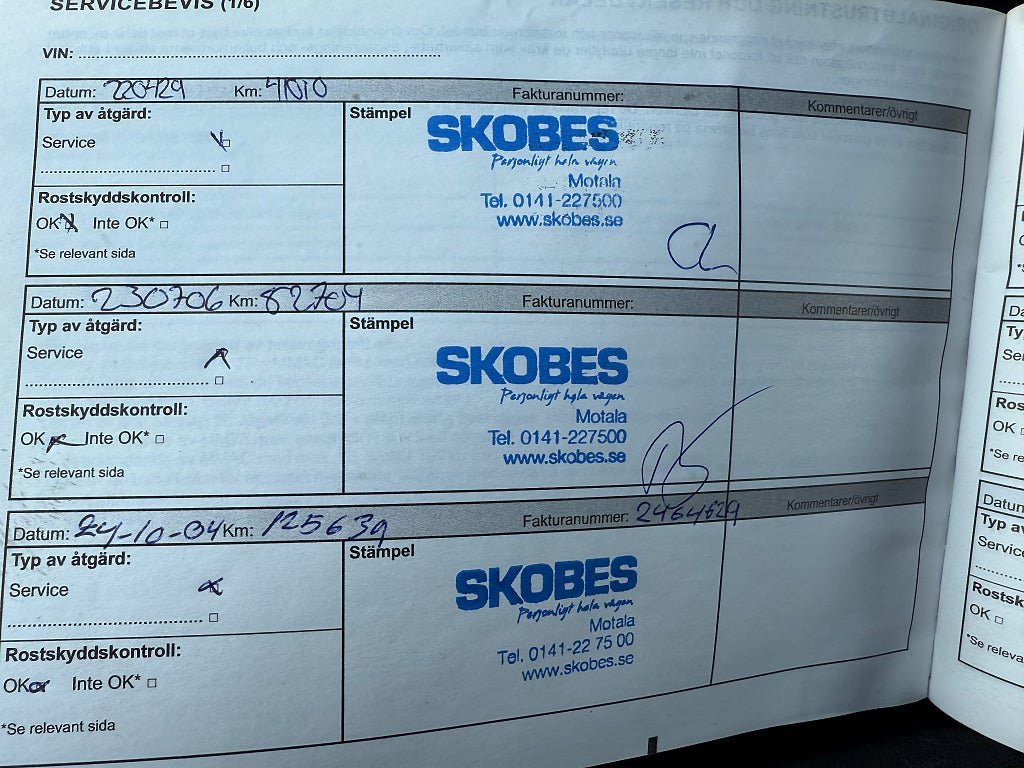 SERVICEBEVIS (1/6)
VIN:
Datum: 220429 Km: 41010 Fakturanummer: Kommentarer/övrigt
Typ av åtgärd: Stämpel
Service
SKOBES
Personligt hela vägen
Motala
Tel. 0141-227500
www.skobes.se
Rostskyddskontroll:
OK Inte OK*
*Se relevant sida
Datum: 230706 Km: 82704 Fakturanummer: Kommentarer/övrigt
Typ av åtgärd: Stämpel
Service
SKOBES
Personligt hela vägen
Motala
Tel. 0141-227500
www.skobes.se
Rostskyddskontroll:
OK Inte OK*
*Se relevant sida
Datum: 24-10-04 Km: 125639 Fakturanummer: 2464629 Kommentarer/övrigt
Typ av åtgärd: Stämpel
Service
SKOBES
Personligt hela vägen
Motala
Tel. 0141-22 75 00
www.skobes.se
Rostskyddskontroll:
OK Inte OK*
*Se relevant sida